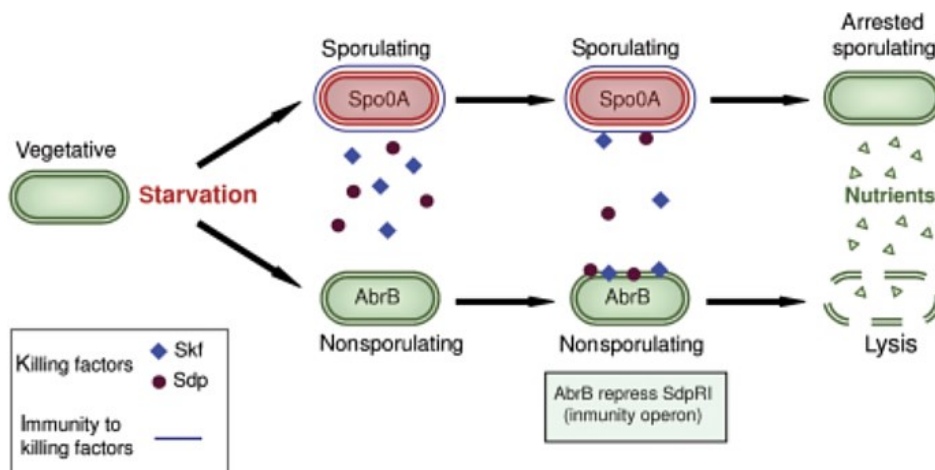 Vegetative
Starvation
Sporulating
Spo0A
AbrB
Nonsporulating
Sporulating
Spo0A
AbrB
Nonsporulating
AbrB repress SdpRI
(inmunity operon)
Arrested
sporulating
Nutrients
Lysis
Killing factors
Skf
Sdp
Immunity to
killing factors